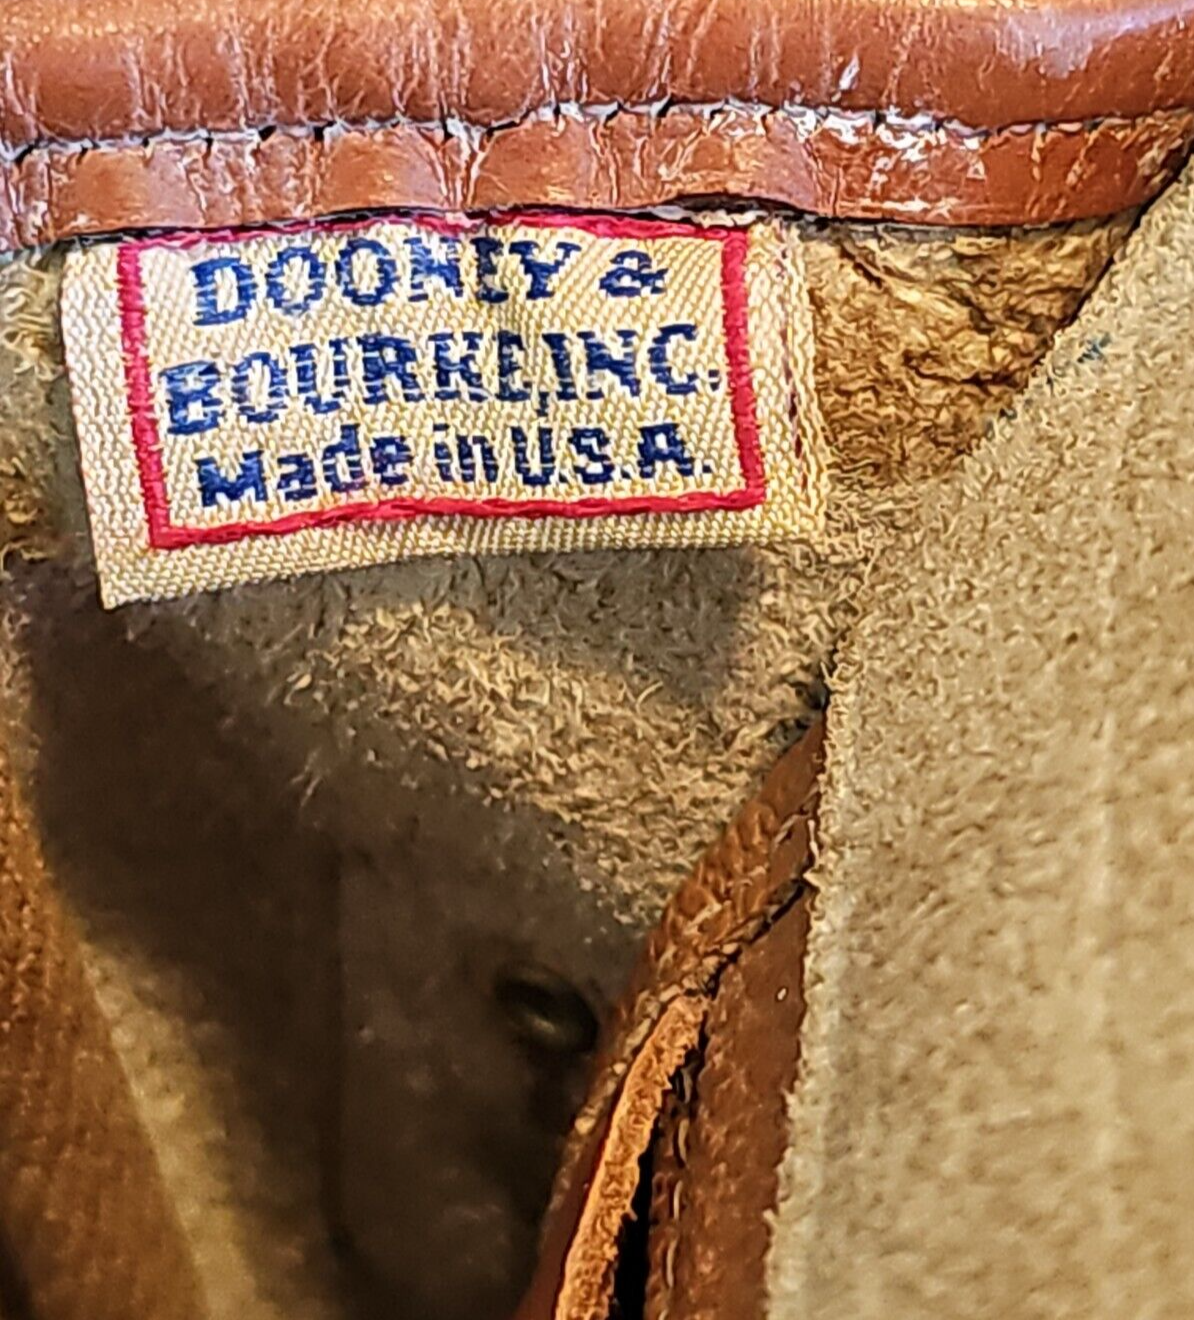 DOONEY &
BOURKE, INC.
Made in U.S.A.